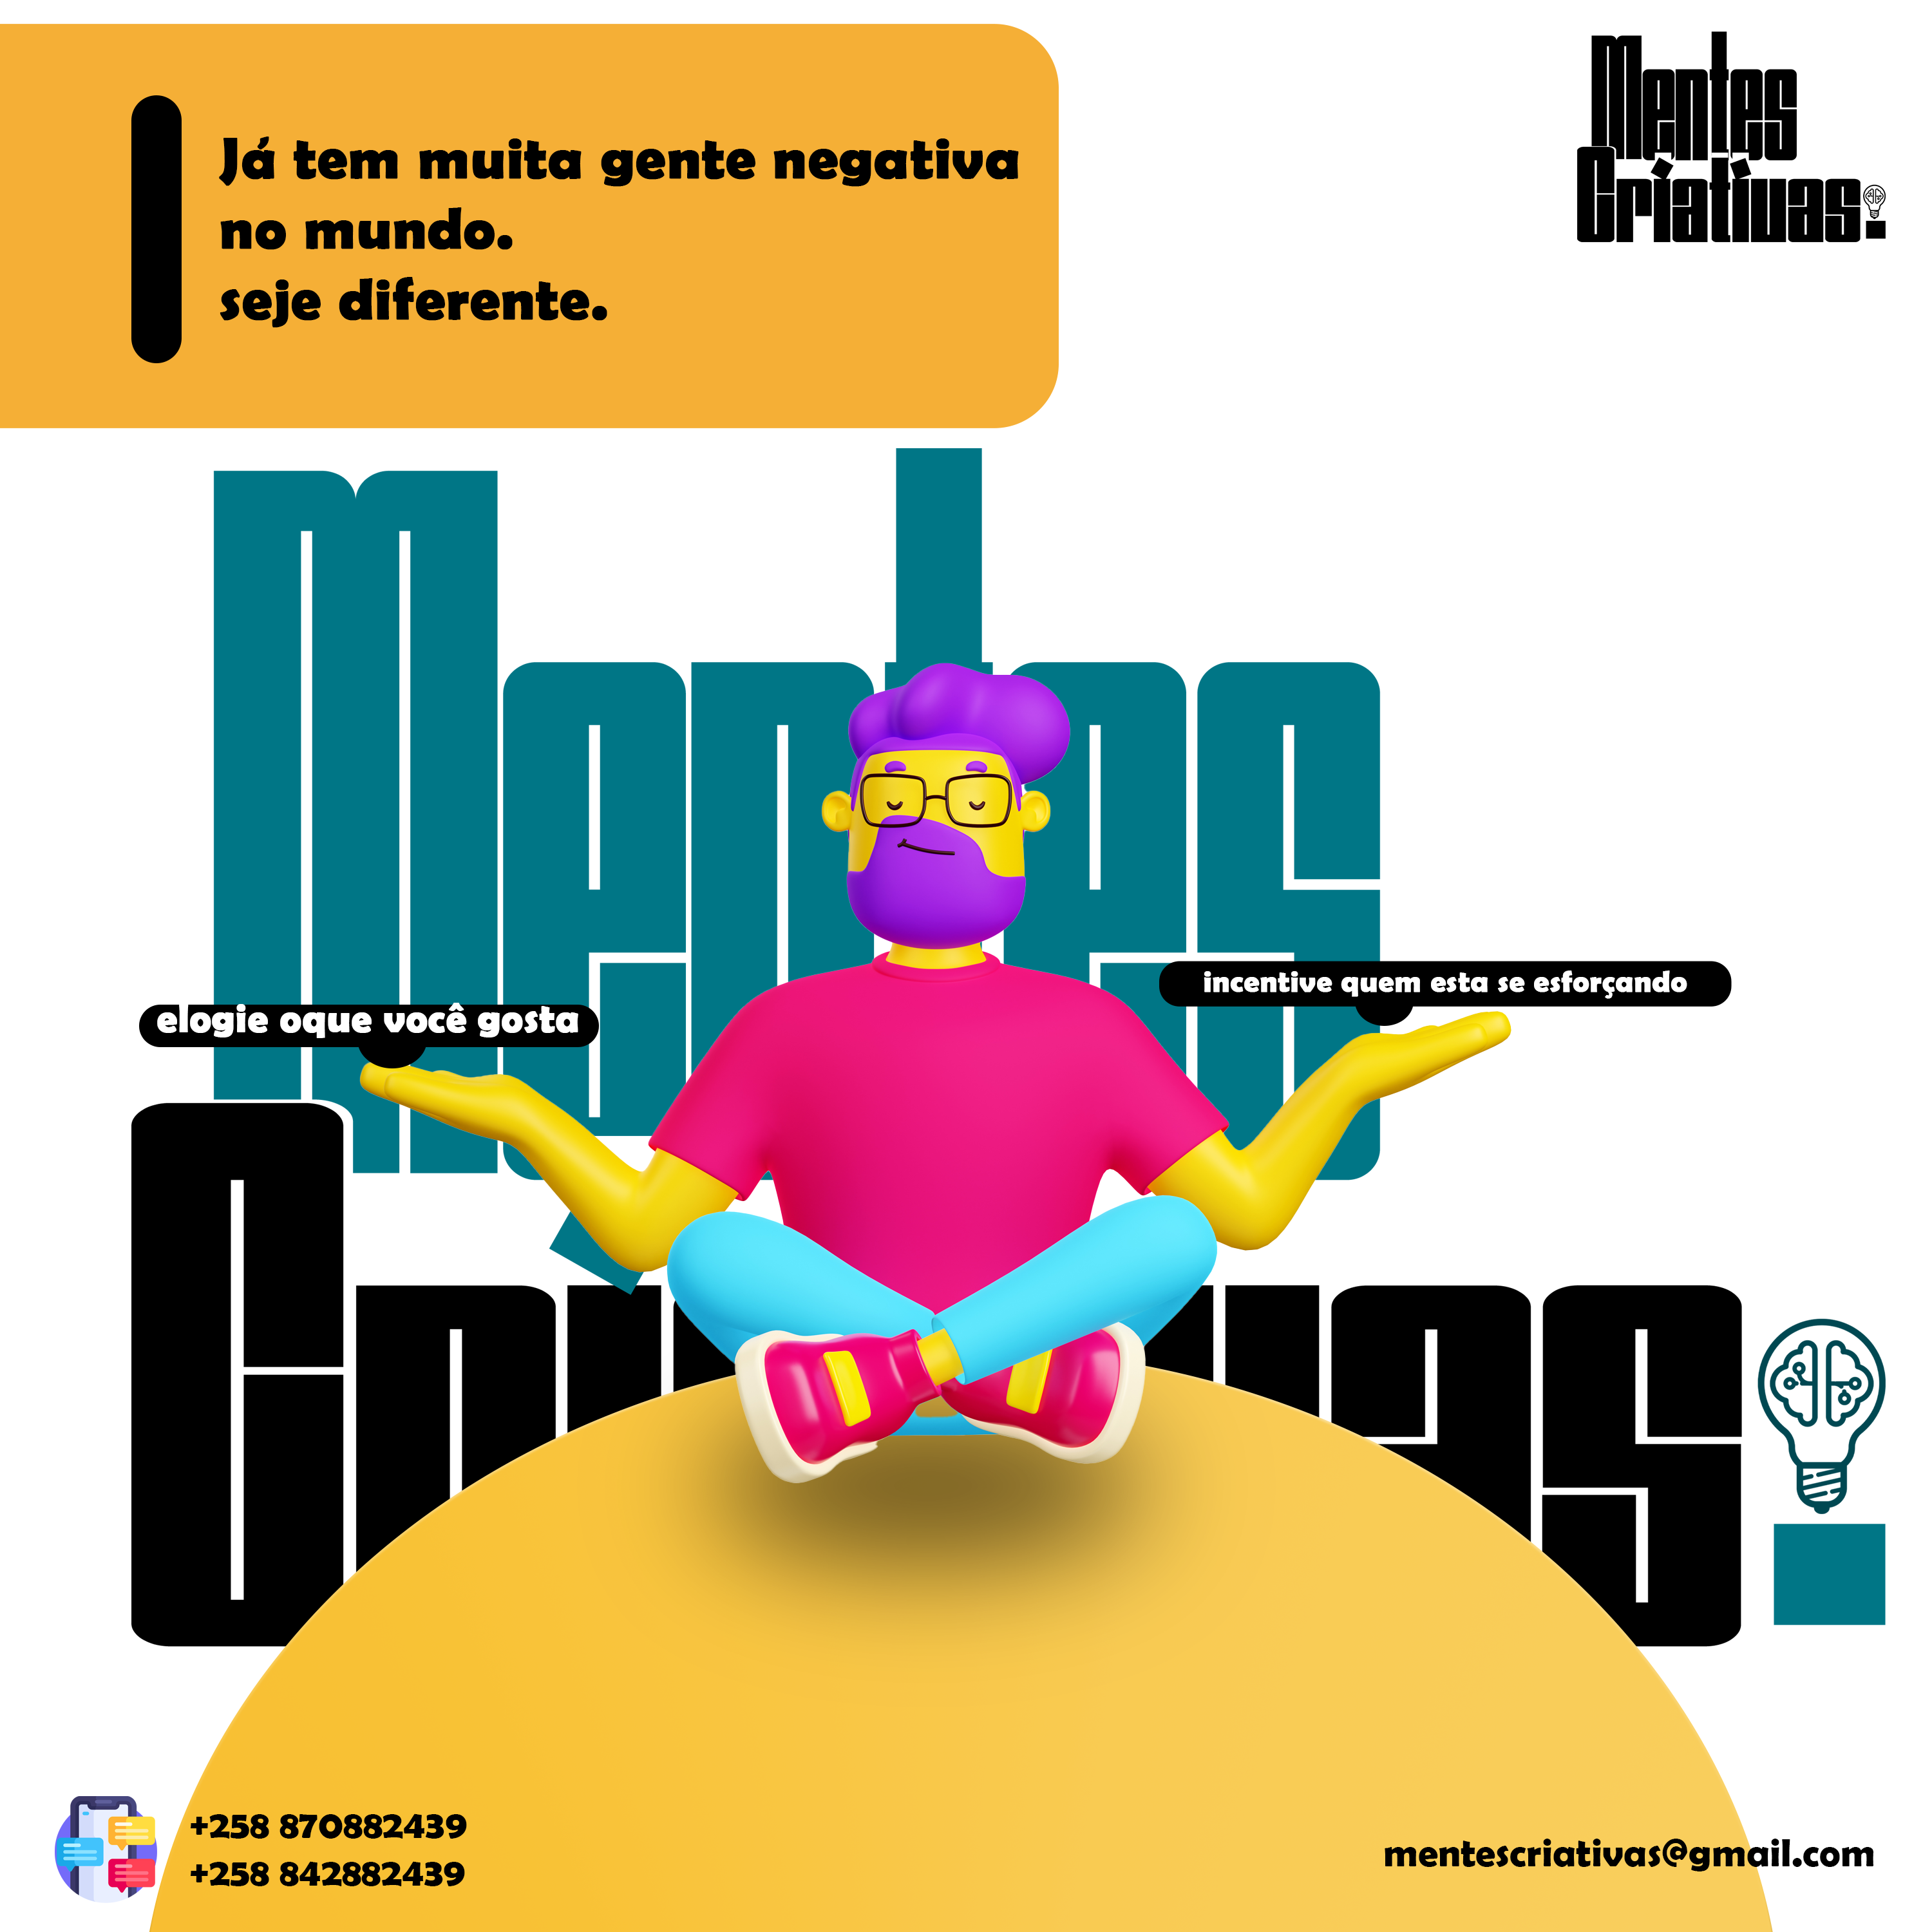 Já tem muita gente negativa
no mundo.
seje diferente.
Mentes
Criativas
Mentes
elogie oque você gosta
incentive quem esta se esforçando
Criativas
+258 870882439
+258 842882439
mentescriativas@gmail.com